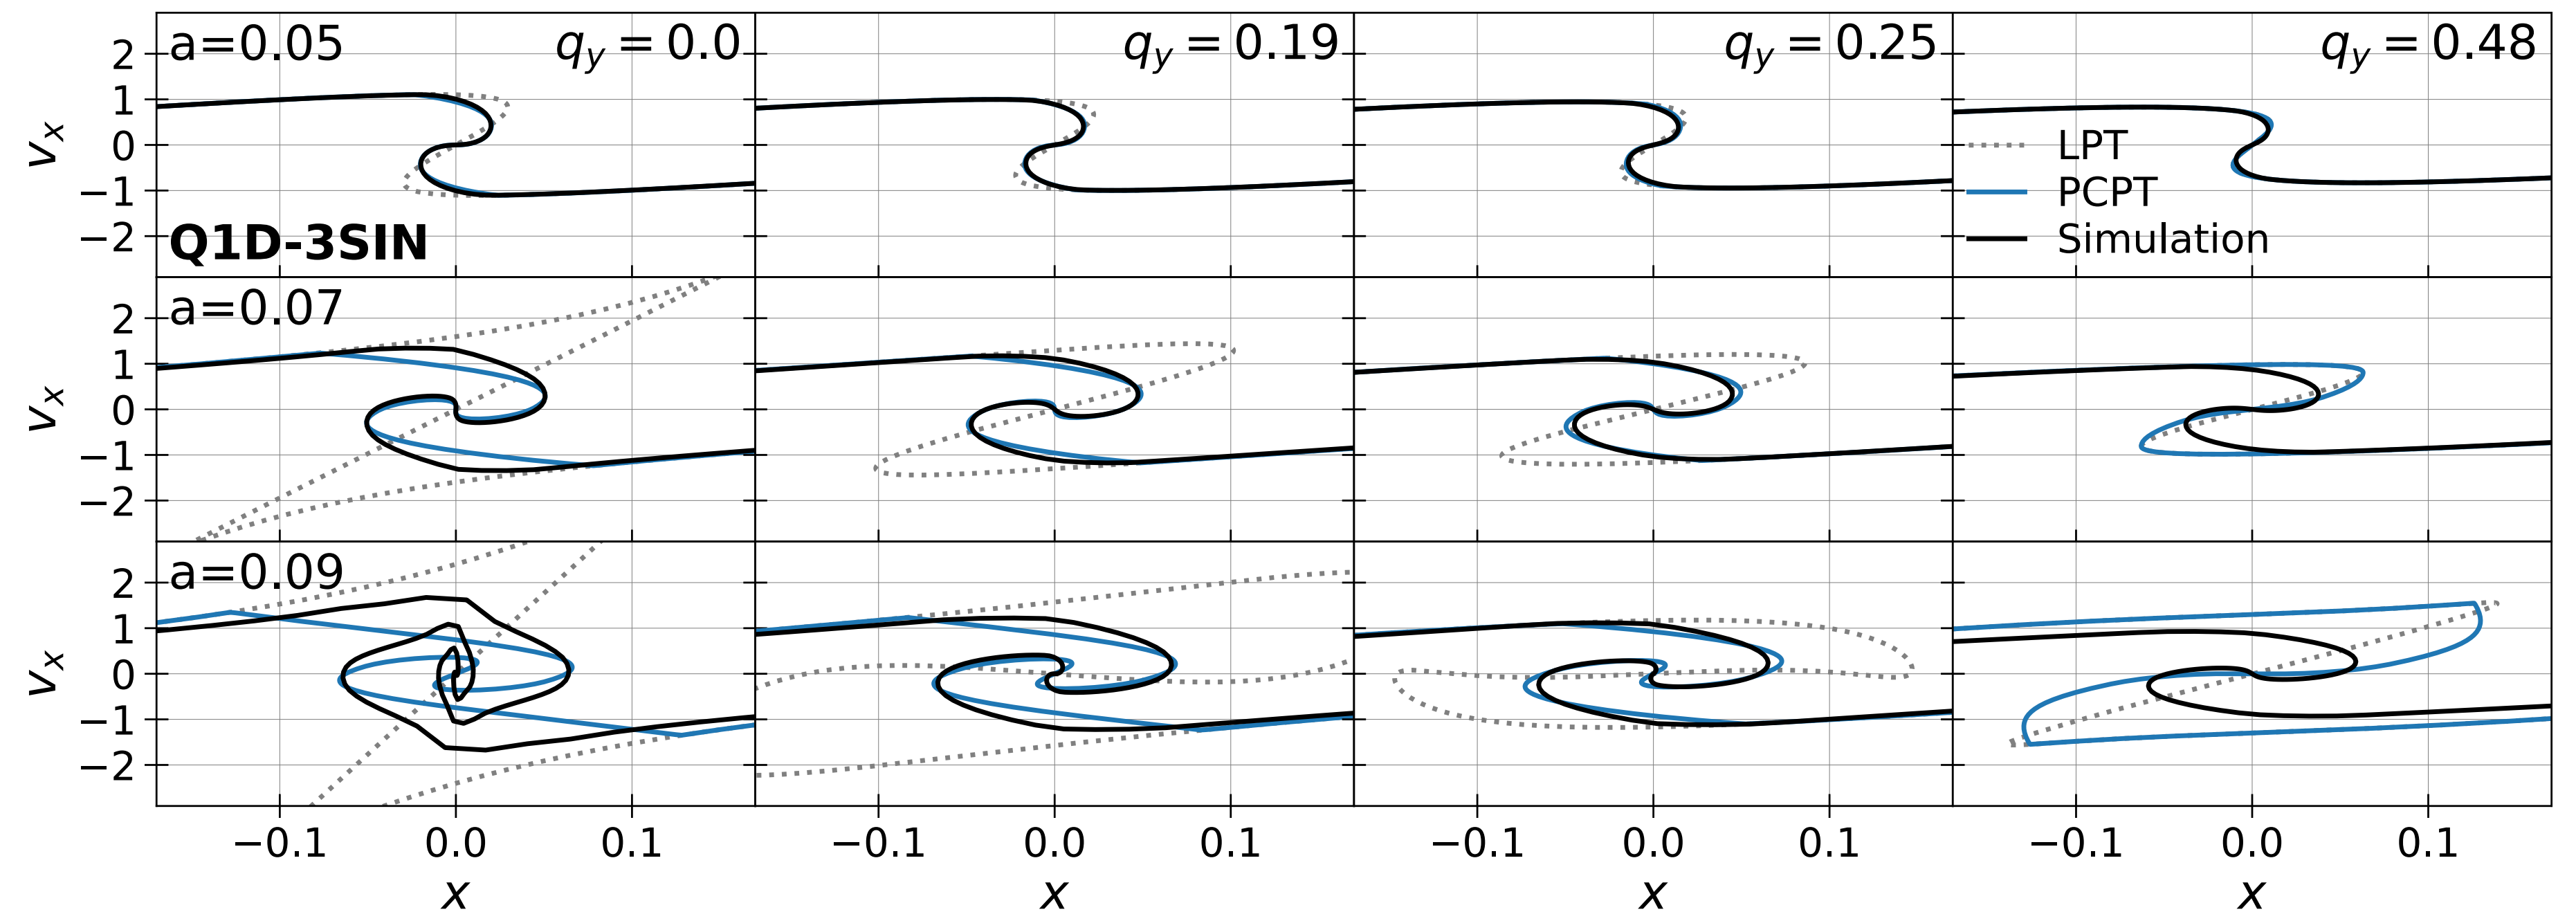 a=0.05
q_y = 0.0
q_y = 0.19
q_y = 0.25
q_y = 0.48
2
1
0
−1
−2
v_x
Q1D-3SIN
LPT
PCPT
Simulation
a=0.07
2
1
0
−1
−2
v_x
a=0.09
2
1
0
−1
−2
v_x
−0.1 0.0 0.1 −0.1 0.0 0.1 −0.1 0.0 0.1 −0.1 0.0 0.1
x x x x